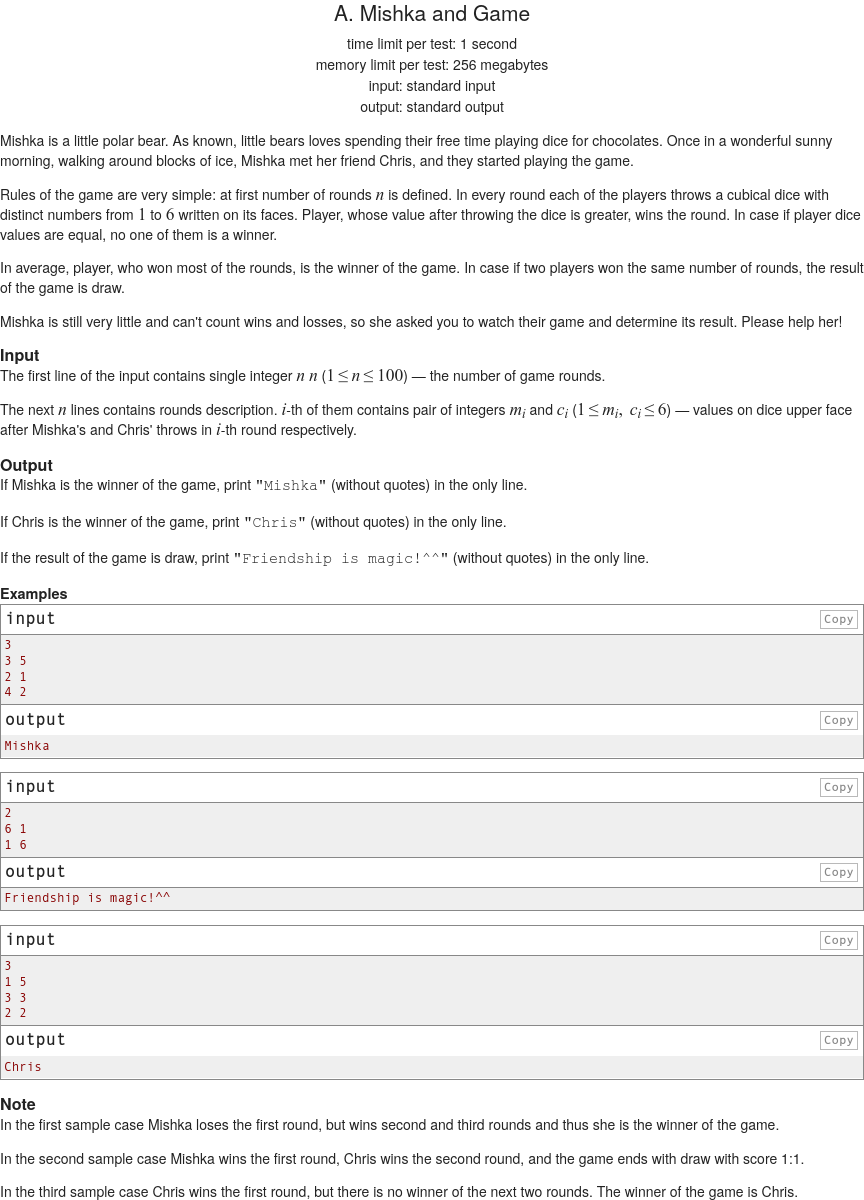 A. Mishka and Game
time limit per test: 1 second
memory limit per test: 256 megabytes
input: standard input
output: standard output
Mishka is a little polar bear. As known, little bears loves spending their free time playing dice for chocolates. Once in a wonderful sunny
morning, walking around blocks of ice, Mishka met her friend Chris, and they started playing the game.
Rules of the game are very simple: at first number of rounds n is defined. In every round each of the players throws a cubical dice with
distinct numbers from 1 to 6 written on its faces. Player, whose value after throwing the dice is greater, wins the round. In case if player dice
values are equal, no one of them is a winner.
In average, player, who won most of the rounds, is the winner of the game. In case if two players won the same number of rounds, the result
of the game is draw.
Mishka is still very little and can't count wins and losses, so she asked you to watch their game and determine its result. Please help her!
Input
The first line of the input contains single integer n n (1 ≤ n ≤ 100) — the number of game rounds.
The next n lines contains rounds description. i-th of them contains pair of integers mᵢ and cᵢ (1 ≤ mᵢ, cᵢ ≤ 6) — values on dice upper face
after Mishka's and Chris' throws in i-th round respectively.
Output
If Mishka is the winner of the game, print "Mishka" (without quotes) in the only line.
If Chris is the winner of the game, print "Chris" (without quotes) in the only line.
If the result of the game is draw, print "Friendship is magic!^^" (without quotes) in the only line.
Examples
input Copy
3
3 5
2 1
4 2
output Copy
Mishka
input Copy
2
6 1
1 6
output Copy
Friendship is magic!^^
input Copy
3
1 5
3 3
2 2
output Copy
Chris
Note
In the first sample case Mishka loses the first round, but wins second and third rounds and thus she is the winner of the game.
In the second sample case Mishka wins the first round, Chris wins the second round, and the game ends with draw with score 1:1.
In the third sample case Chris wins the first round, but there is no winner of the next two rounds. The winner of the game is Chris.